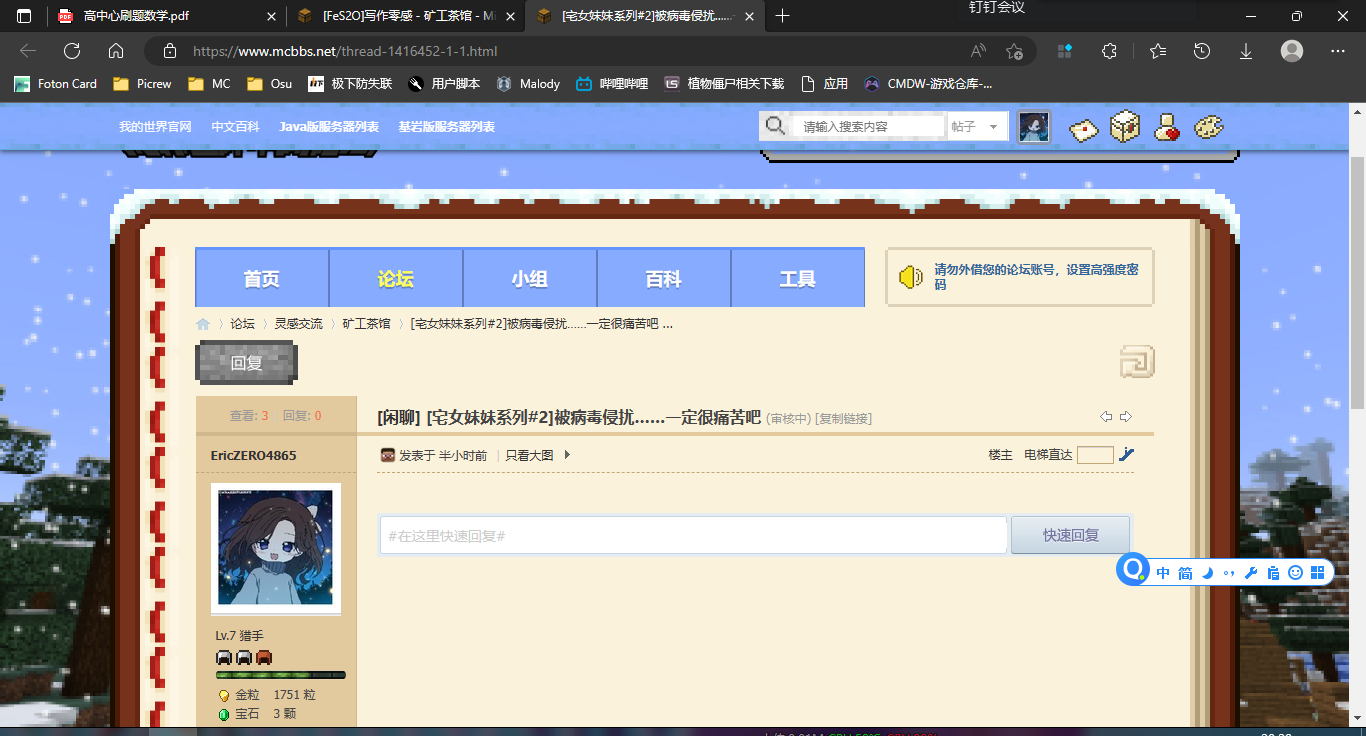 钉钉会议
高中心刷题数学.pdf
[FeS2O]写作零感 - 矿工茶馆 - Mi
[宅女妹妹系列#2]被病毒侵扰……
https://www.mcbbs.net/thread-1416452-1-1.html
Foton Card Picrew MC Osu 极下防失联 用户脚本 Malody 哔哩哔哩 植物僵尸相关下载 应用 CMDW-游戏仓库-...
我的世界官网 中文百科 Java版服务器列表 基岩版服务器列表 请输入搜索内容 帖子
首页 论坛 小组 百科 工具
请勿外借您的论坛账号，设置高强度密
码
论坛 灵感交流 矿工茶馆 [宅女妹妹系列#2]被病毒侵扰……一定很痛苦吧 ...
回复
查看: 3 回复: 0
[闲聊] [宅女妹妹系列#2]被病毒侵扰……一定很痛苦吧 (审核中) [复制链接]
EricZERO4865
发表于 半小时前 只看大图 楼主 电梯直达
#在这里快速回复# 快速回复
中 简
Lv.7 猎手
金粒 1751 粒
宝石 3 颗